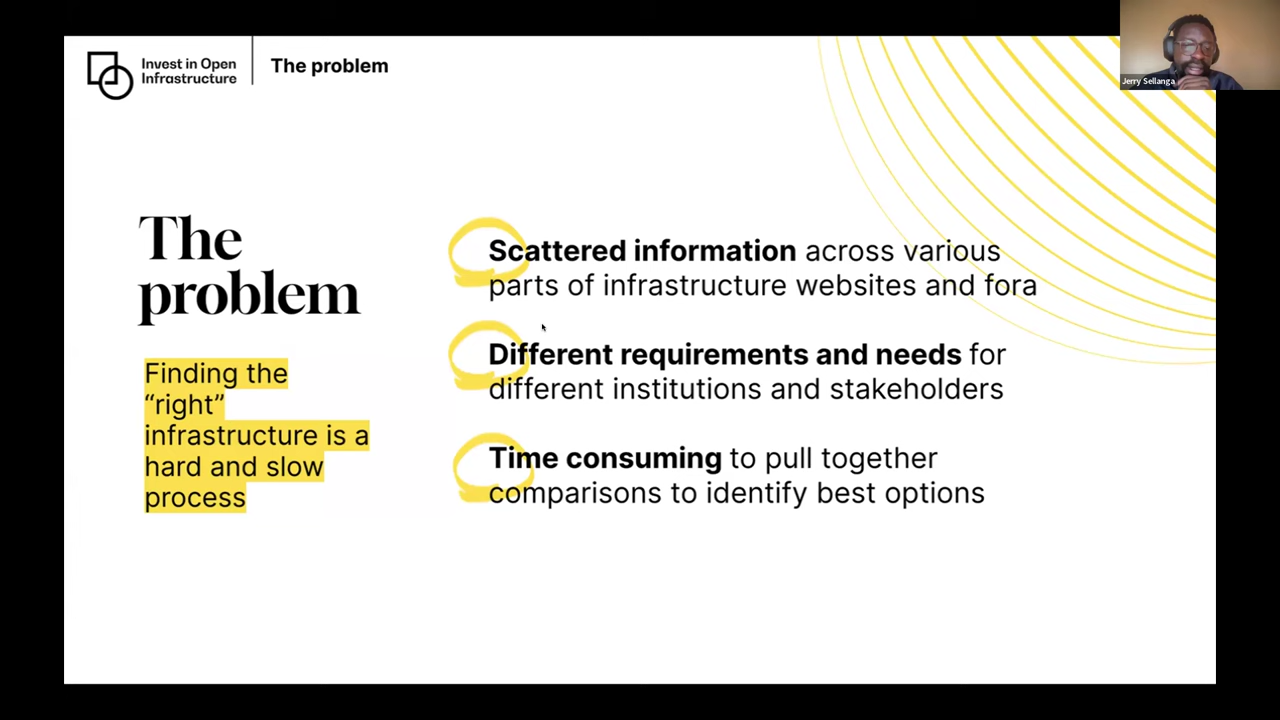 Invest in Open
Infrastructure
The problem
Jerry Sellanga
The
problem
Finding the
“right”
infrastructure is a
hard and slow
process
Scattered information across various
parts of infrastructure websites and fora
Different requirements and needs for
different institutions and stakeholders
Time consuming to pull together
comparisons to identify best options